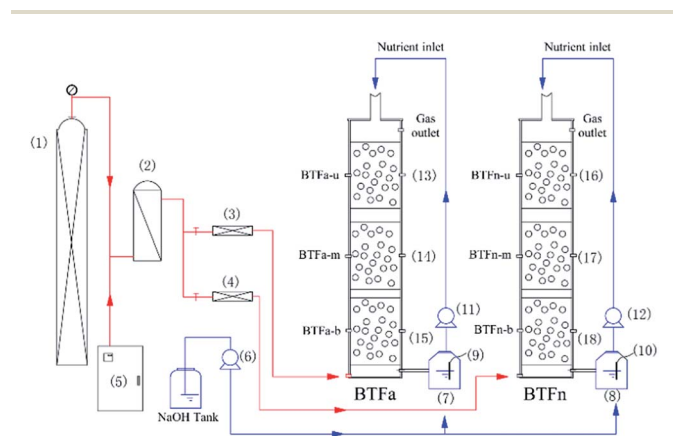 Nutrient inlet
Nutrient inlet
(1)
(2)
Gas outlet
Gas outlet
BTFa-u
(13)
BTFn-u
(16)
(3)
BTFa-m
(14)
BTFn-m
(17)
(4)
(11)
(12)
BTFa-b
(15)
BTFn-b
(18)
(5)
(6)
(9)
(10)
NaOH Tank
BTFa
(7)
BTFn
(8)